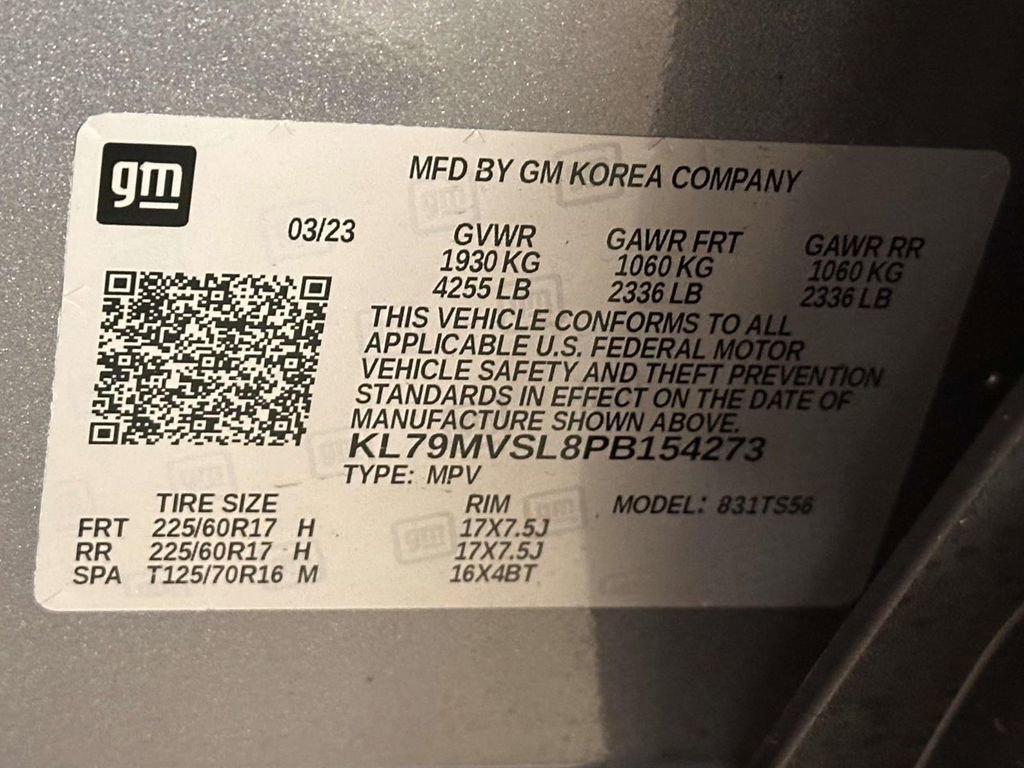 gm
MFD BY GM KOREA COMPANY
03/23 GVWR GAWR FRT GAWR RR
1930 KG 1060 KG 1060 KG
4255 LB 2336 LB 2336 LB
THIS VEHICLE CONFORMS TO ALL
APPLICABLE U.S. FEDERAL MOTOR
VEHICLE SAFETY AND THEFT PREVENTION
STANDARDS IN EFFECT ON THE DATE OF
MANUFACTURE SHOWN ABOVE.
KL79MVSL8PB154273
TYPE: MPV
TIRE SIZE RIM MODEL: 831TS56
FRT 225/60R17 H 17X7.5J
RR 225/60R17 H 17X7.5J
SPA T125/70R16 M 16X4BT